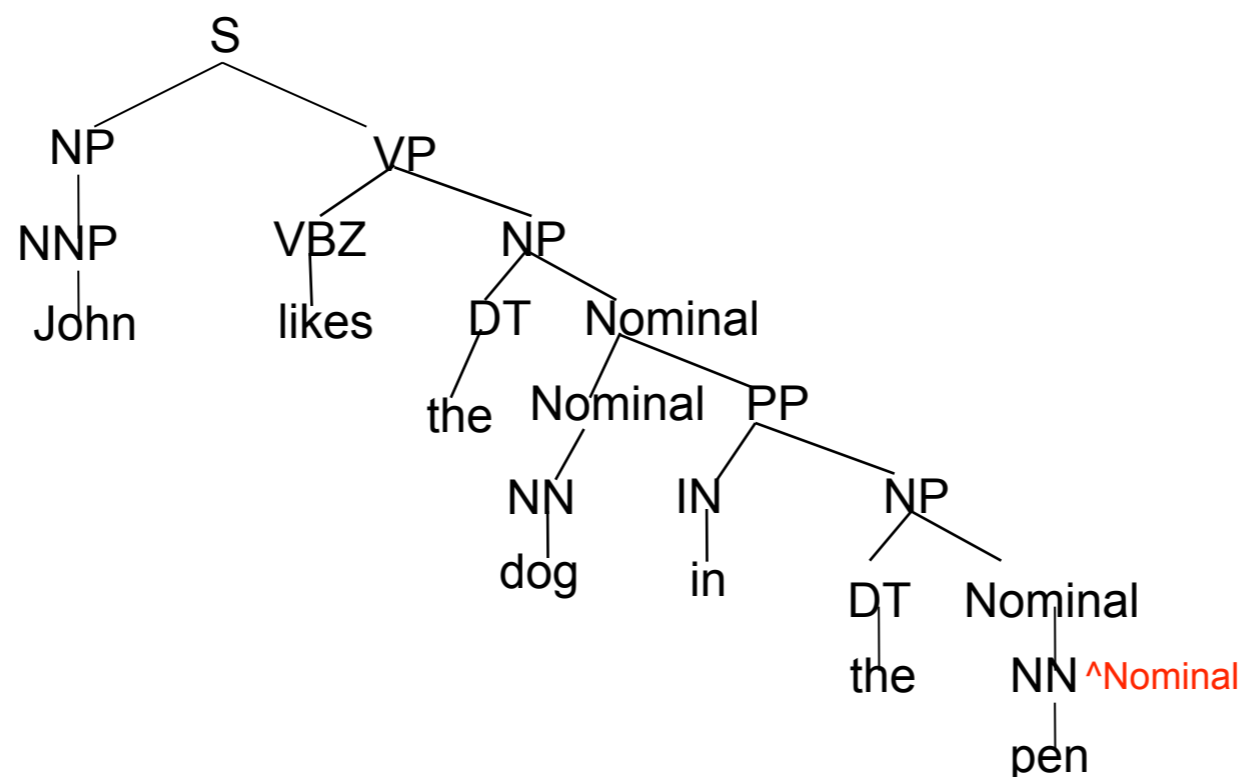 S
NP VP
NNP VBZ NP
John likes DT Nominal
the Nominal PP
NN IN NP
dog in DT Nominal
the NN ^Nominal
pen